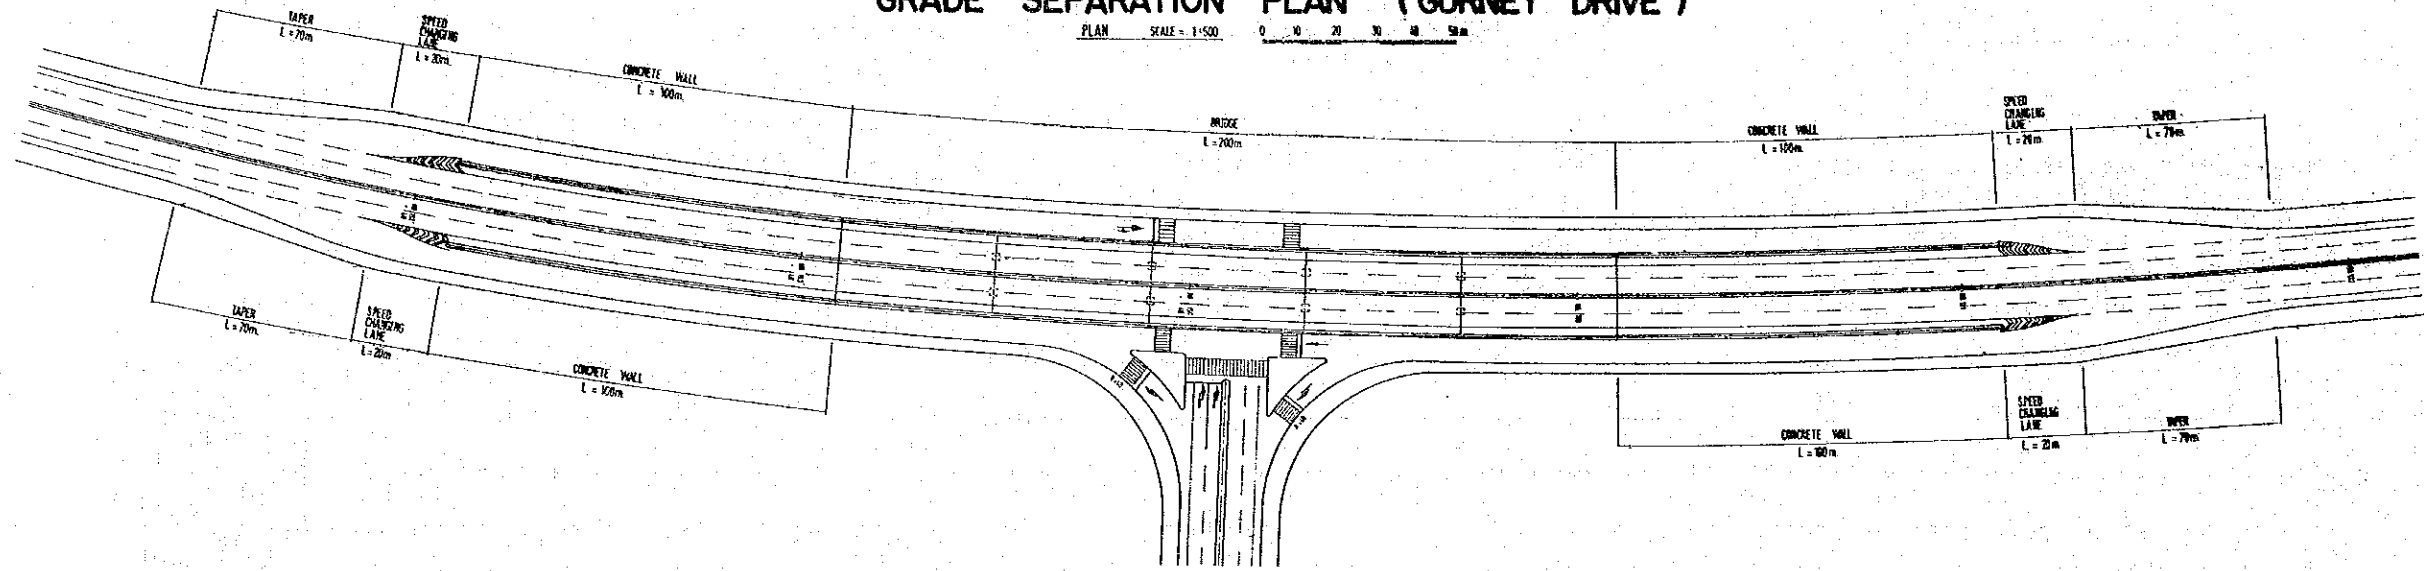 GRADE SEPARATION PLAN (GURNEY DRIVE)
PLAN SCALE = 1:500 0 10 20 30 40 50m
TAPER
L = 70m
SPEED
CHANGING
LANE
L = 20m
CONCRETE WALL
L = 100m
BRIDGE
L = 200m
CONCRETE WALL
L = 100m
SPEED
CHANGING
LANE
L = 20m
TAPER
L = 70m
TAPER
L = 70m
SPEED
CHANGING
LANE
L = 20m
CONCRETE WALL
L = 100m
CONCRETE WALL
L = 100m
SPEED
CHANGING
LANE
L = 20m
TAPER
L = 70m